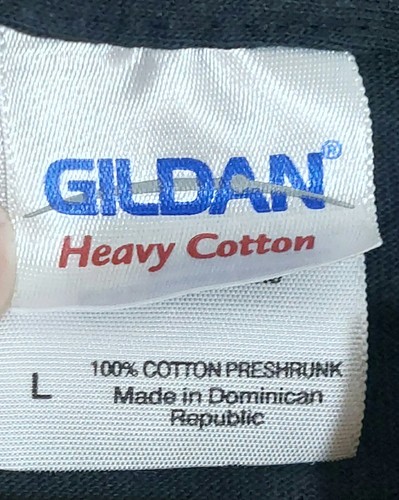 GILDAN®
Heavy Cotton
L
100% COTTON PRESHRUNK
Made in Dominican
Republic